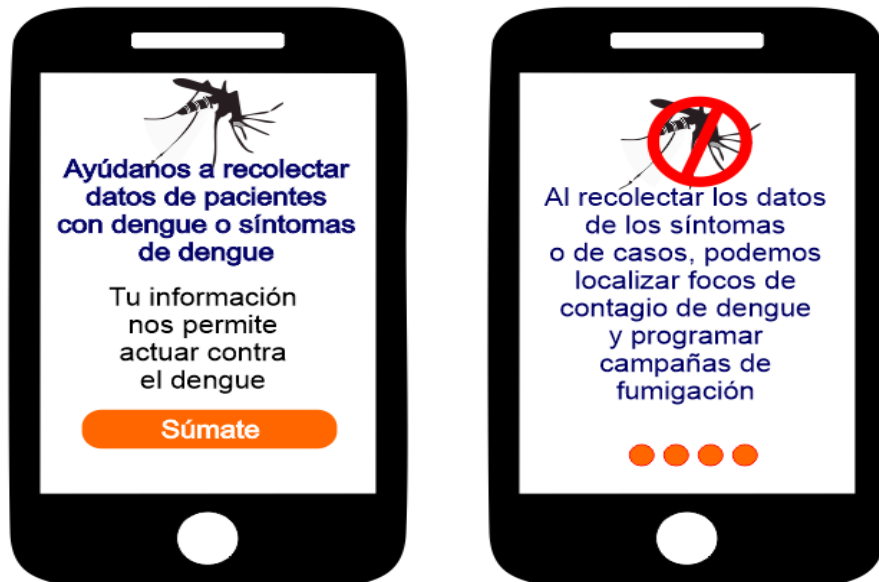 Ayúdanos a recolectar
datos de pacientes
con dengue o síntomas
de dengue
Tu información
nos permite
actuar contra
el dengue
Súmate
Al recolectar los datos
de los síntomas
o de casos, podemos
localizar focos de
contagio de dengue
y programar
campañas de
fumigación